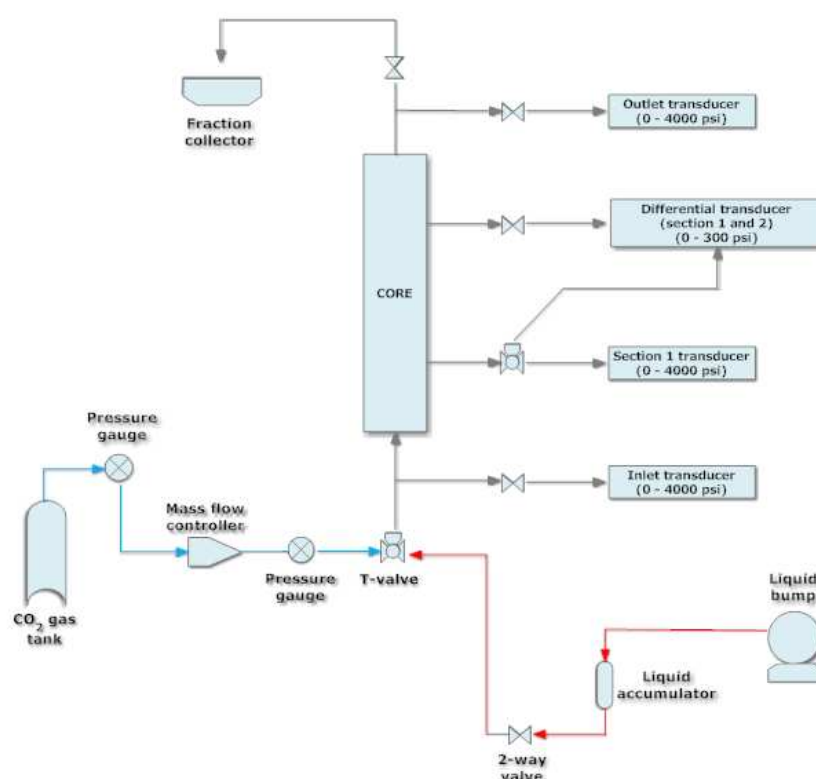 Fraction
collector
Outlet transducer
(0 - 4000 psi)
Differential transducer
(section 1 and 2)
(0 - 300 psi)
CORE
Section 1 transducer
(0 - 4000 psi)
Pressure
gauge
Inlet transducer
(0 - 4000 psi)
Mass flow
controller
Pressure
gauge
T-valve
CO₂ gas
tank
Liquid
bump
Liquid
accumulator
2-way
valve